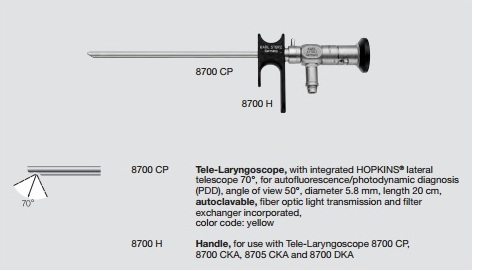 KARL STORZ
Germany
8700 CP
8700 H
70°
8700 CP
Tele-Laryngoscope, with integrated HOPKINS® lateral
telescope 70°, for autofluorescence/photodynamic diagnosis
(PDD), angle of view 50°, diameter 5.8 mm, length 20 cm,
autoclavable, fiber optic light transmission and filter
exchanger incorporated,
color code: yellow
8700 H
Handle, for use with Tele-Laryngoscope 8700 CP,
8700 CKA, 8705 CKA and 8700 DKA